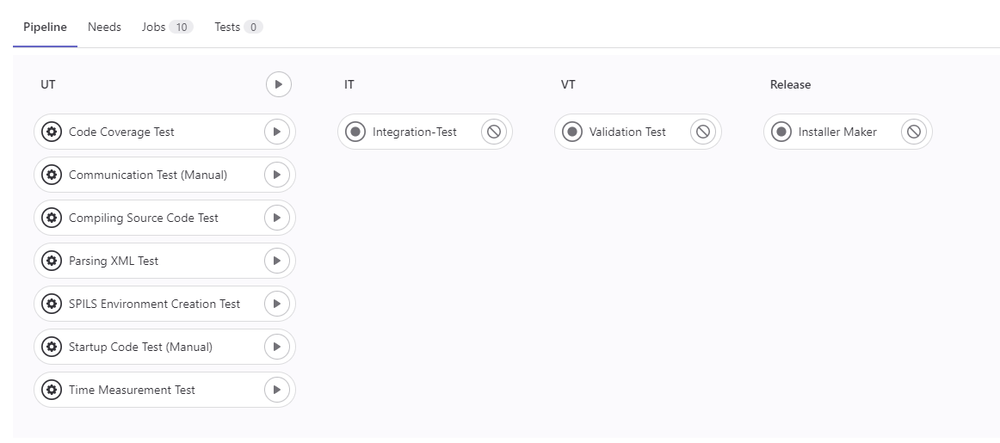 Pipeline Needs Jobs 10 Tests 0
UT IT VT Release
Code Coverage Test Integration-Test Validation Test Installer Maker
Communication Test (Manual)
Compiling Source Code Test
Parsing XML Test
SPILS Environment Creation Test
Startup Code Test (Manual)
Time Measurement Test